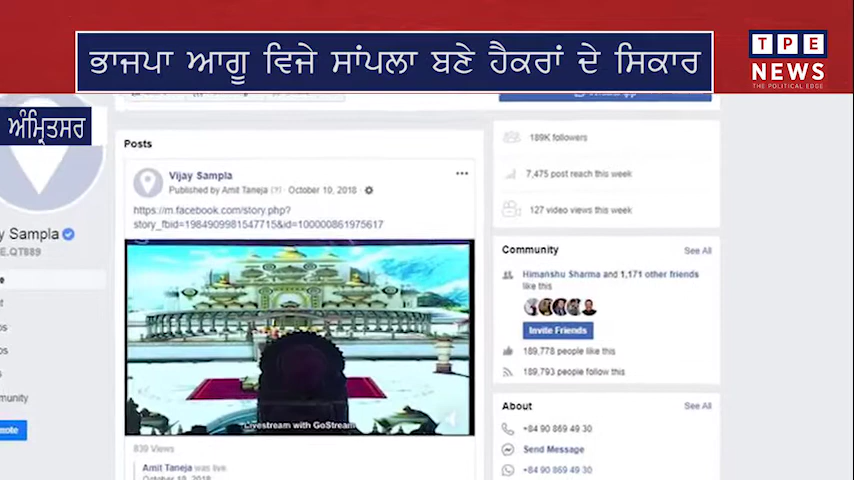 ਭਾਜਪਾ ਆਗੂ ਵਿਜੇ ਸਾਂਪਲਾ ਬਣੇ ਹੈਕਰਾਂ ਦੇ ਸਿਕਾਰ
TPE
NEWS
THE POLITICAL EDGE
ਅੰਮ੍ਰਿਤਸਰ
Posts
Vijay Sampla
Published by Amit Taneja [?] · October 10, 2018 ·
https://m.facebook.com/story.php?
story_fbid=1984909981547715&id=100000861975617
Livestream with GoStream
839 Views
Amit Taneja was live
October 10, 2018
y Sampla
E.QT889
189K followers
7,475 post reach this week
127 video views this week
Community
See All
Himanshu Sharma and 1,171 other friends
like this
Invite Friends
189,778 people like this
189,793 people follow this
About
See All
+84 90 869 49 30
Send Message
+84 90 869 49 30